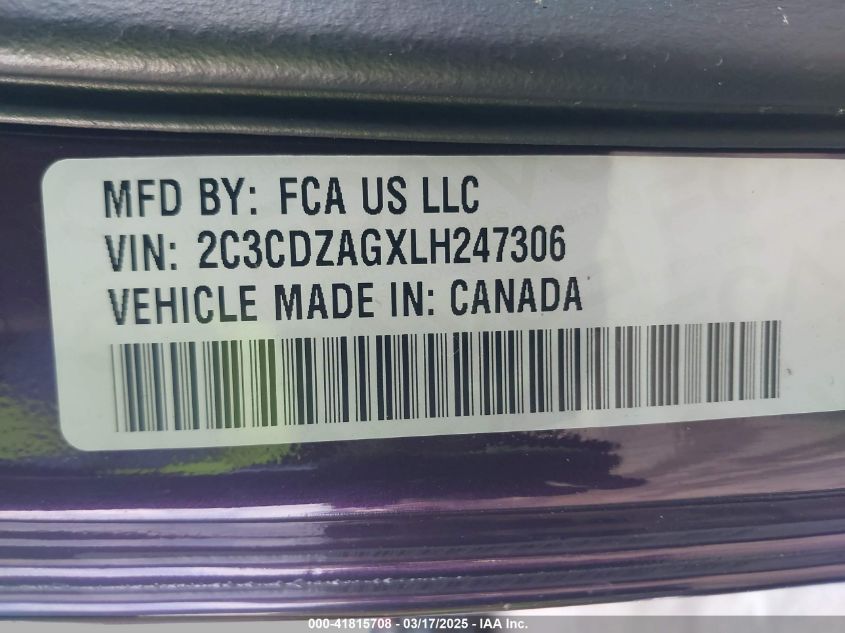 MFD BY: FCA US LLC
VIN: 2C3CDZAGXLH247306
VEHICLE MADE IN: CANADA
000-41815708 - 03/17/2025 - IAA Inc.